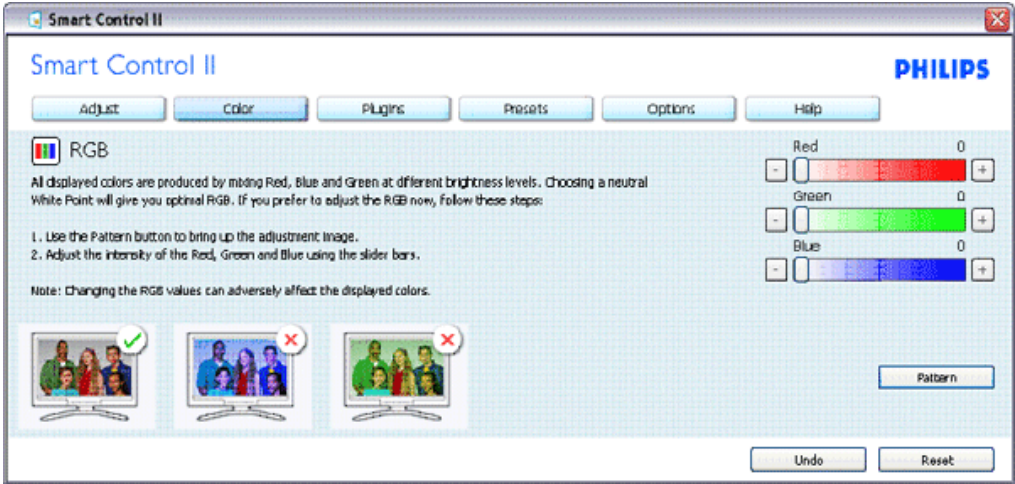 Smart Control II
Smart Control II
PHILIPS
Adjust Color Plugins Presets Options Help
RGB
All displayed colors are produced by mixing Red, Blue and Green at different brightness levels. Choosing a neutral
White Point will give you optimal RGB. If you prefer to adjust the RGB now, follow these steps:
1. Use the Pattern button to bring up the adjustment image.
2. Adjust the intensity of the Red, Green and Blue using the slider bars.
Note: Changing the RGB values can adversely affect the displayed colors.
Red 0
- +
Green 0
- +
Blue 0
- +
Pattern
Undo Reset